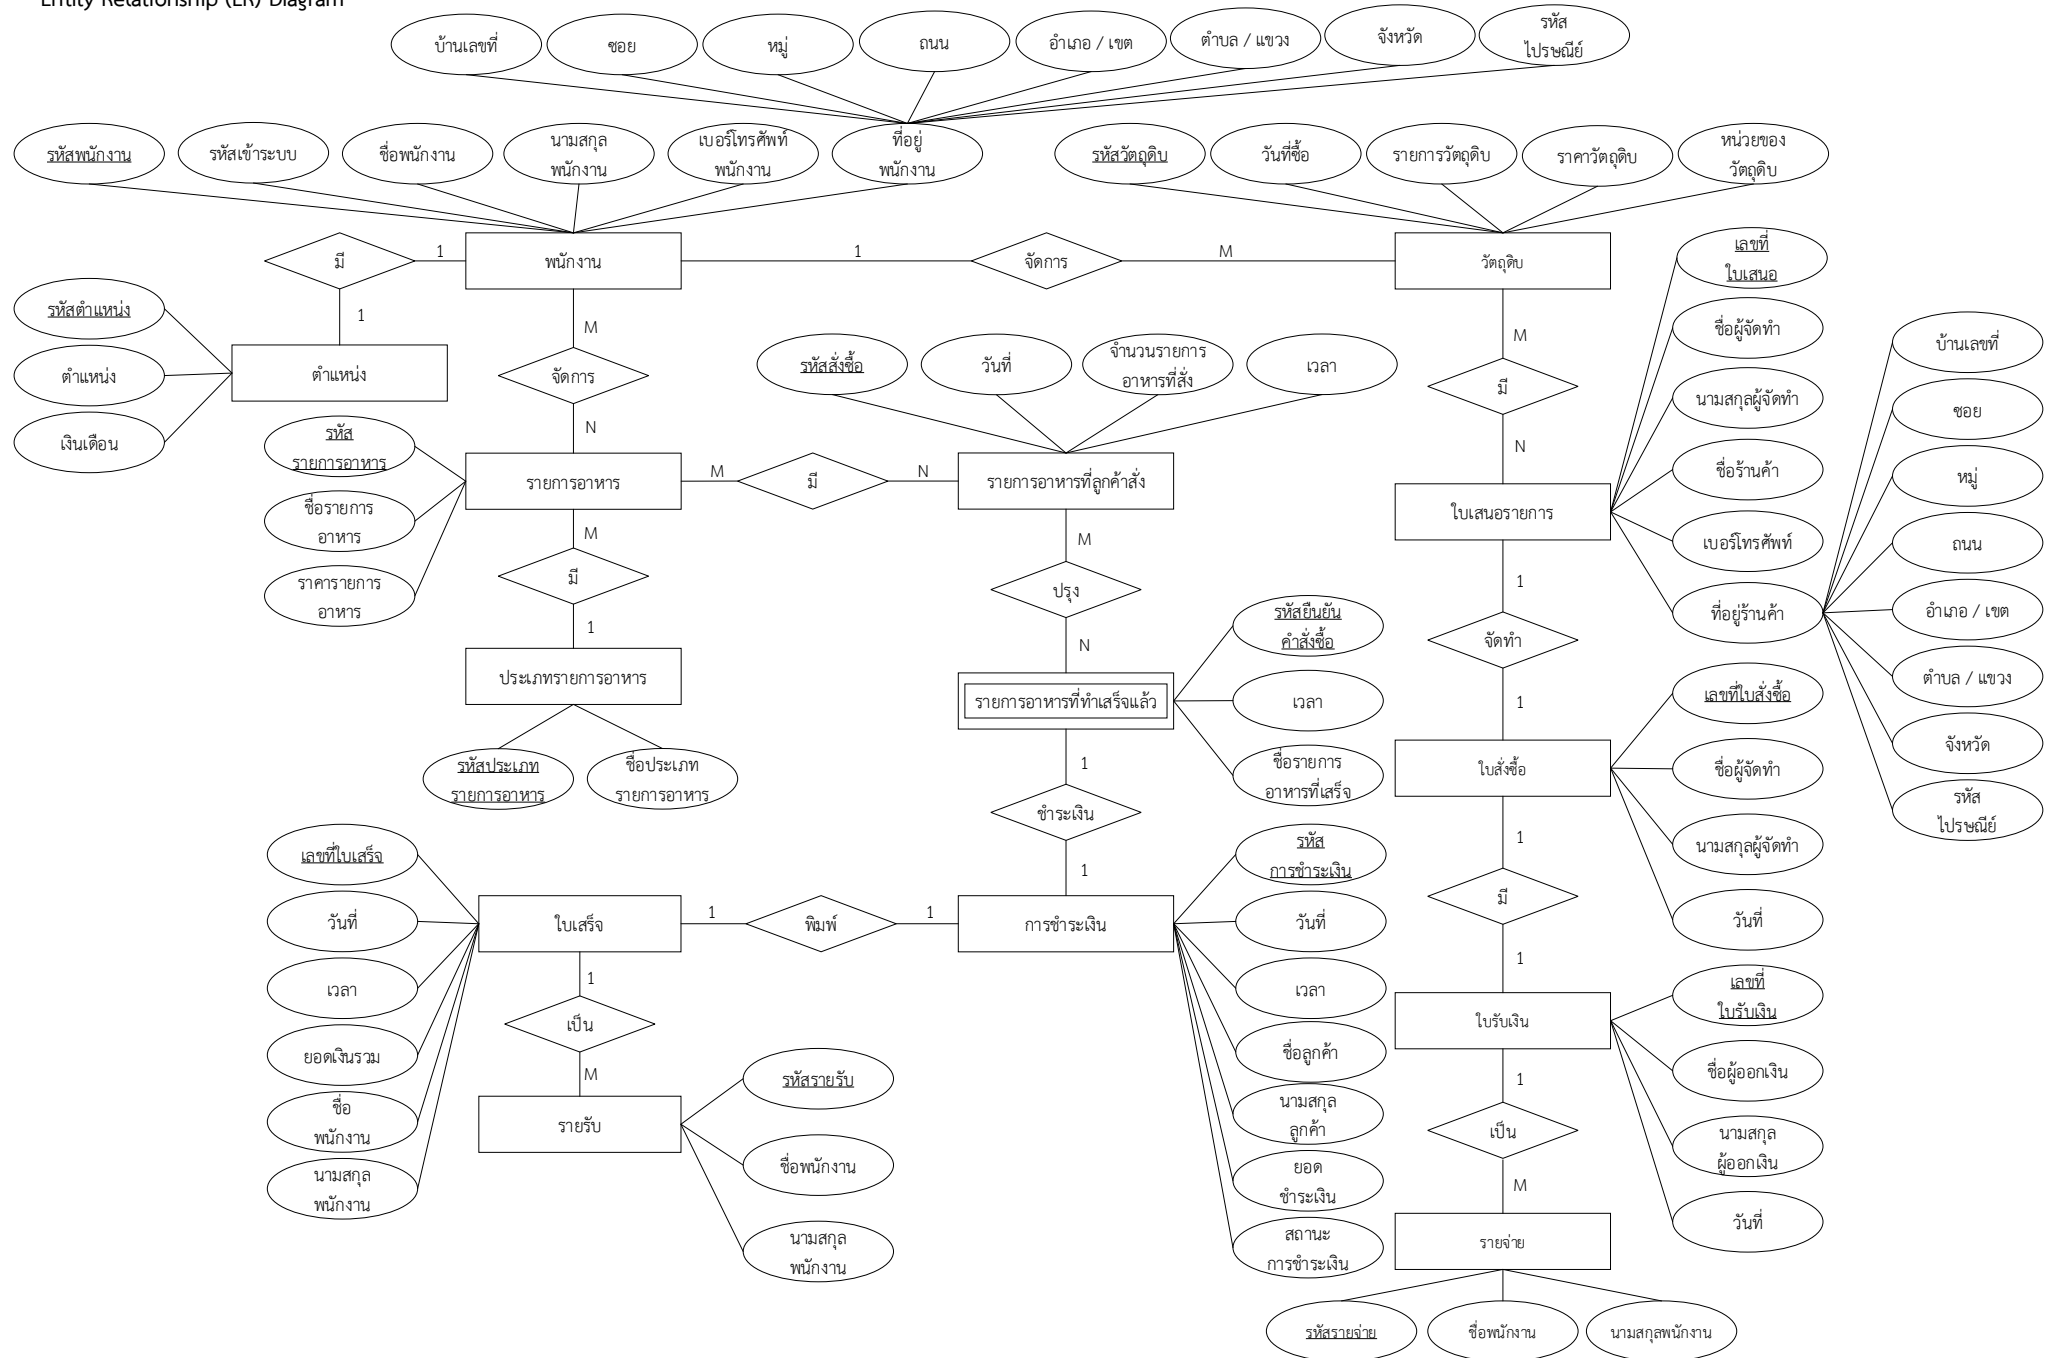 Entity Relationship (ER) Diagram
บ้านเลขที่
ซอย
หมู่
ถนน
อำเภอ / เขต
ตำบล / แขวง
จังหวัด
รหัส
ไปรษณีย์
รหัสพนักงาน
รหัสเข้าระบบ
ชื่อพนักงาน
นามสกุล
พนักงาน
เบอร์โทรศัพท์
พนักงาน
ที่อยู่
พนักงาน
รหัสวัตถุดิบ
วันที่ซื้อ
รายการวัตถุดิบ
ราคาวัตถุดิบ
หน่วยของ
วัตถุดิบ
มี
1
พนักงาน
1
จัดการ
M
วัตถุดิบ
เลขที่
ใบเสนอ
รหัสตำแหน่ง
1
M
M
ชื่อผู้จัดทำ
บ้านเลขที่
ตำแหน่ง
ตำแหน่ง
จัดการ
รหัสสั่งซื้อ
วันที่
จำนวนรายการ
อาหารที่สั่ง
เวลา
มี
นามสกุลผู้จัดทำ
ซอย
เงินเดือน
รหัส
รายการอาหาร
N
N
ชื่อร้านค้า
หมู่
รายการอาหาร
M
มี
N
รายการอาหารที่ลูกค้าสั่ง
ชื่อรายการ
อาหาร
ใบเสนอรายการ
เบอร์โทรศัพท์
ถนน
M
M
ราคารายการ
อาหาร
มี
ปรุง
1
ที่อยู่ร้านค้า
อำเภอ / เขต
1
N
รหัสยืนยัน
คำสั่งซื้อ
จัดทำ
ประเภทรายการอาหาร
รายการอาหารที่ทำเสร็จแล้ว
เวลา
1
เลขที่ใบสั่งซื้อ
ตำบล / แขวง
รหัสประเภท
รายการอาหาร
ชื่อประเภท
รายการอาหาร
1
ชื่อรายการ
อาหารที่เสร็จ
ใบสั่งซื้อ
ชื่อผู้จัดทำ
จังหวัด
ชำระเงิน
1
นามสกุลผู้จัดทำ
รหัส
ไปรษณีย์
เลขที่ใบเสร็จ
1
รหัส
การชำระเงิน
มี
วันที่
วันที่
ใบเสร็จ
1
พิมพ์
1
การชำระเงิน
วันที่
1
เวลา
1
เวลา
เลขที่
ใบรับเงิน
เป็น
ใบรับเงิน
ยอดเงินรวม
M
รหัสรายรับ
ชื่อลูกค้า
1
ชื่อผู้ออกเงิน
ชื่อ
พนักงาน
รายรับ
นามสกุล
ลูกค้า
เป็น
นามสกุล
ผู้ออกเงิน
นามสกุล
พนักงาน
ชื่อพนักงาน
ยอด
ชำระเงิน
M
วันที่
นามสกุล
พนักงาน
สถานะ
การชำระเงิน
รายจ่าย
รหัสรายจ่าย
ชื่อพนักงาน
นามสกุลพนักงาน